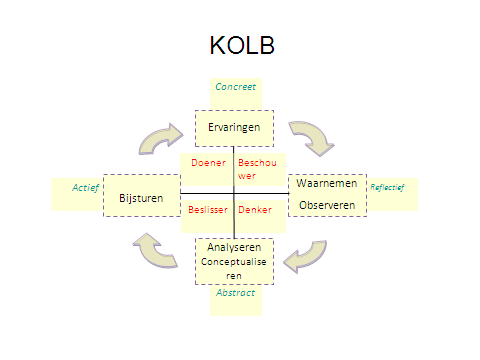 KOLB
Concreet
Ervaringen
Doener
Beschou
wer
Actief
Bijsturen
Waarnemen
Observeren
Reflectief
Beslisser
Denker
Analyseren
Conceptualise
ren
Abstract